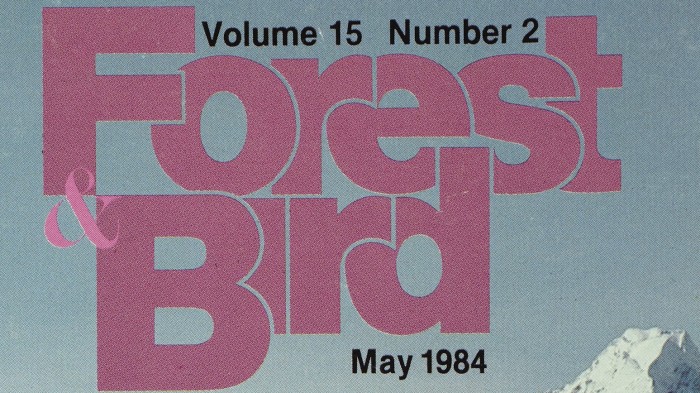 Volume 15 Number 2
Forest
& Bird
May 1984